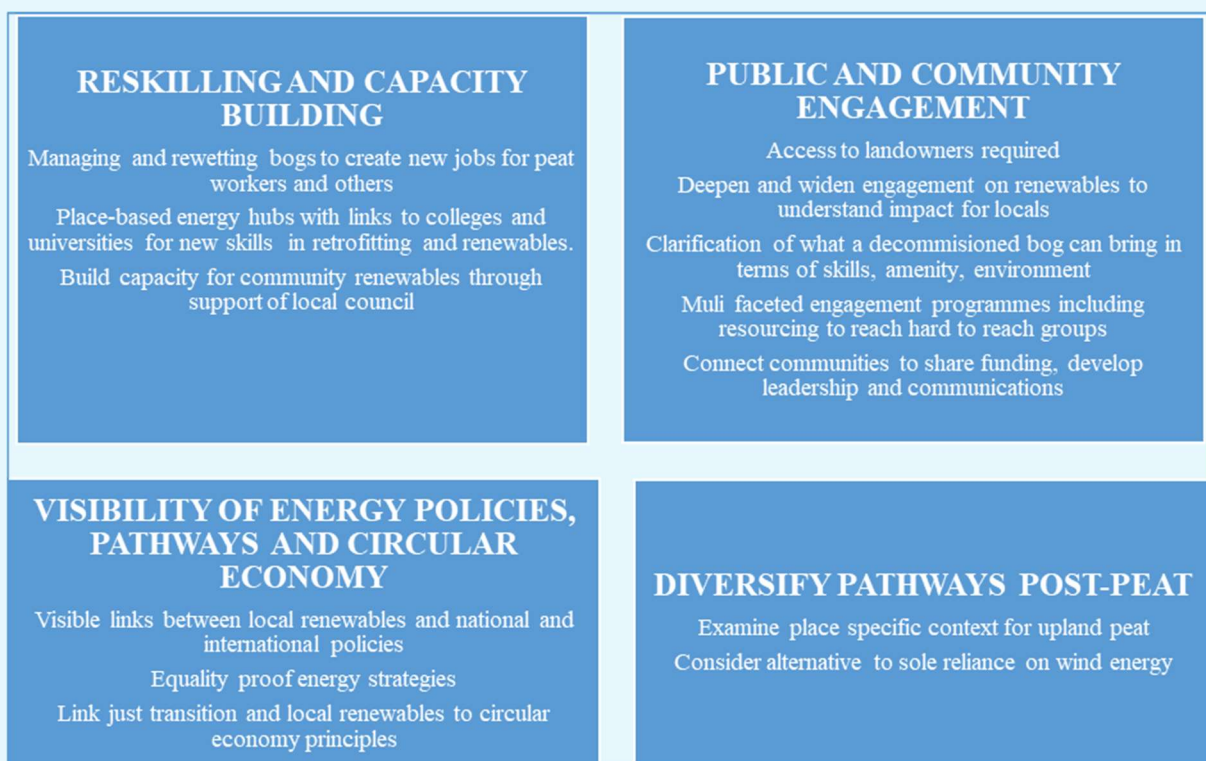 RESKILLING AND CAPACITY
BUILDING
Managing and rewetting bogs to create new jobs for peat
workers and others
Place-based energy hubs with links to colleges and
universities for new skills in retrofitting and renewables.
Build capacity for community renewables through
support of local council
PUBLIC AND COMMUNITY
ENGAGEMENT
Access to landowners required
Deepen and widen engagement on renewables to
understand impact for locals
Clarification of what a decommisioned bog can bring in
terms of skills, amenity, environment
Muli faceted engagement programmes including
resourcing to reach hard to reach groups
Connect communities to share funding, develop
leadership and communications
VISIBILITY OF ENERGY POLICIES,
PATHWAYS AND CIRCULAR
ECONOMY
Visible links between local renewables and national and
international policies
Equality proof energy strategies
Link just transition and local renewables to circular
economy principles
DIVERSIFY PATHWAYS POST-PEAT
Examine place specific context for upland peat
Consider alternative to sole reliance on wind energy